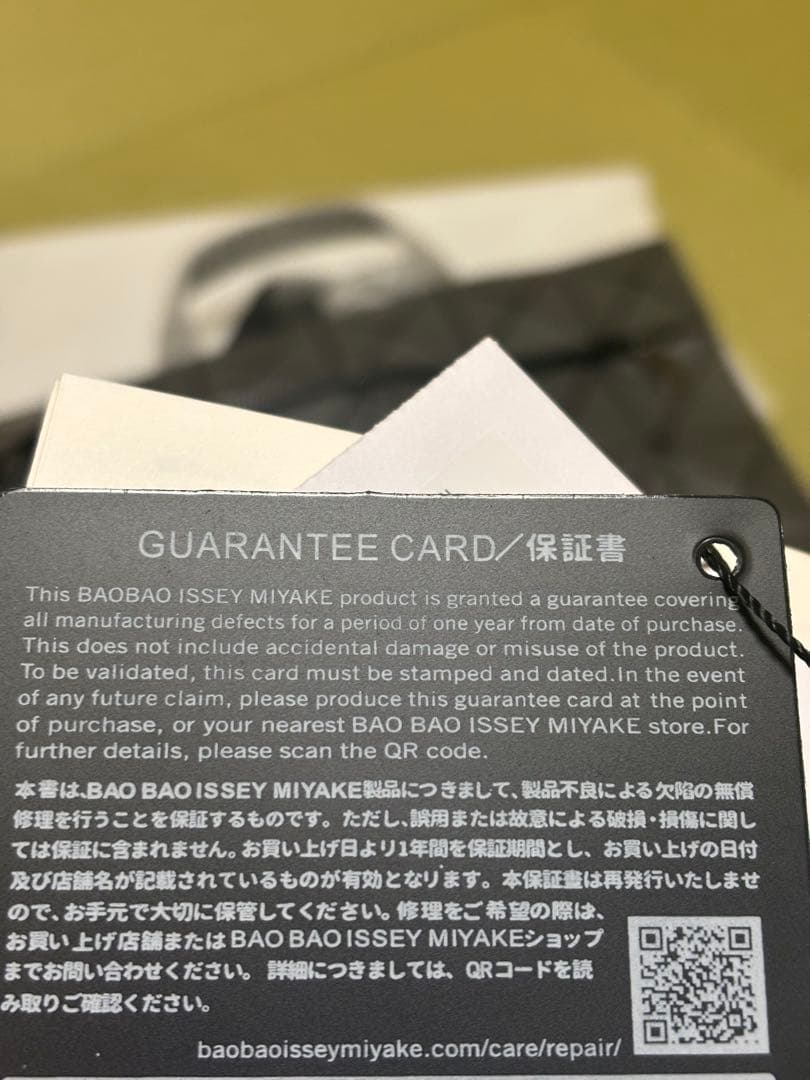 GUARANTEE CARD/保証書
This BAOBAO ISSEY MIYAKE product is granted a guarantee covering
all manufacturing defects for a period of one year from date of purchase.
This does not include accidental damage or misuse of the product.
To be validated, this card must be stamped and dated.In the event
of any future claim, please produce this guarantee card at the point
of purchase, or your nearest BAO BAO ISSEY MIYAKE store.For
further details, please scan the QR code.
本書は、BAO BAO ISSEY MIYAKE製品につきまして、製品不良による欠陥の無償
修理を行うことを保証するものです。ただし、誤用または故意による破損・損傷に関し
ては保証に含まれません。お買い上げ日より1年間を保証期間とし、お買い上げの日付
及び店舗名が記載されているものが有効となります。本保証書は再発行いたしませ
ので、お手元で大切に保管してください。修理をご希望の際は、
お買い上げ店舗またはBAO BAO ISSEY MIYAKEショップ
までお問い合わせください。詳細につきましては、QRコードを読
み取りご確認ください。
baobaoisseymiyake.com/care/repair/